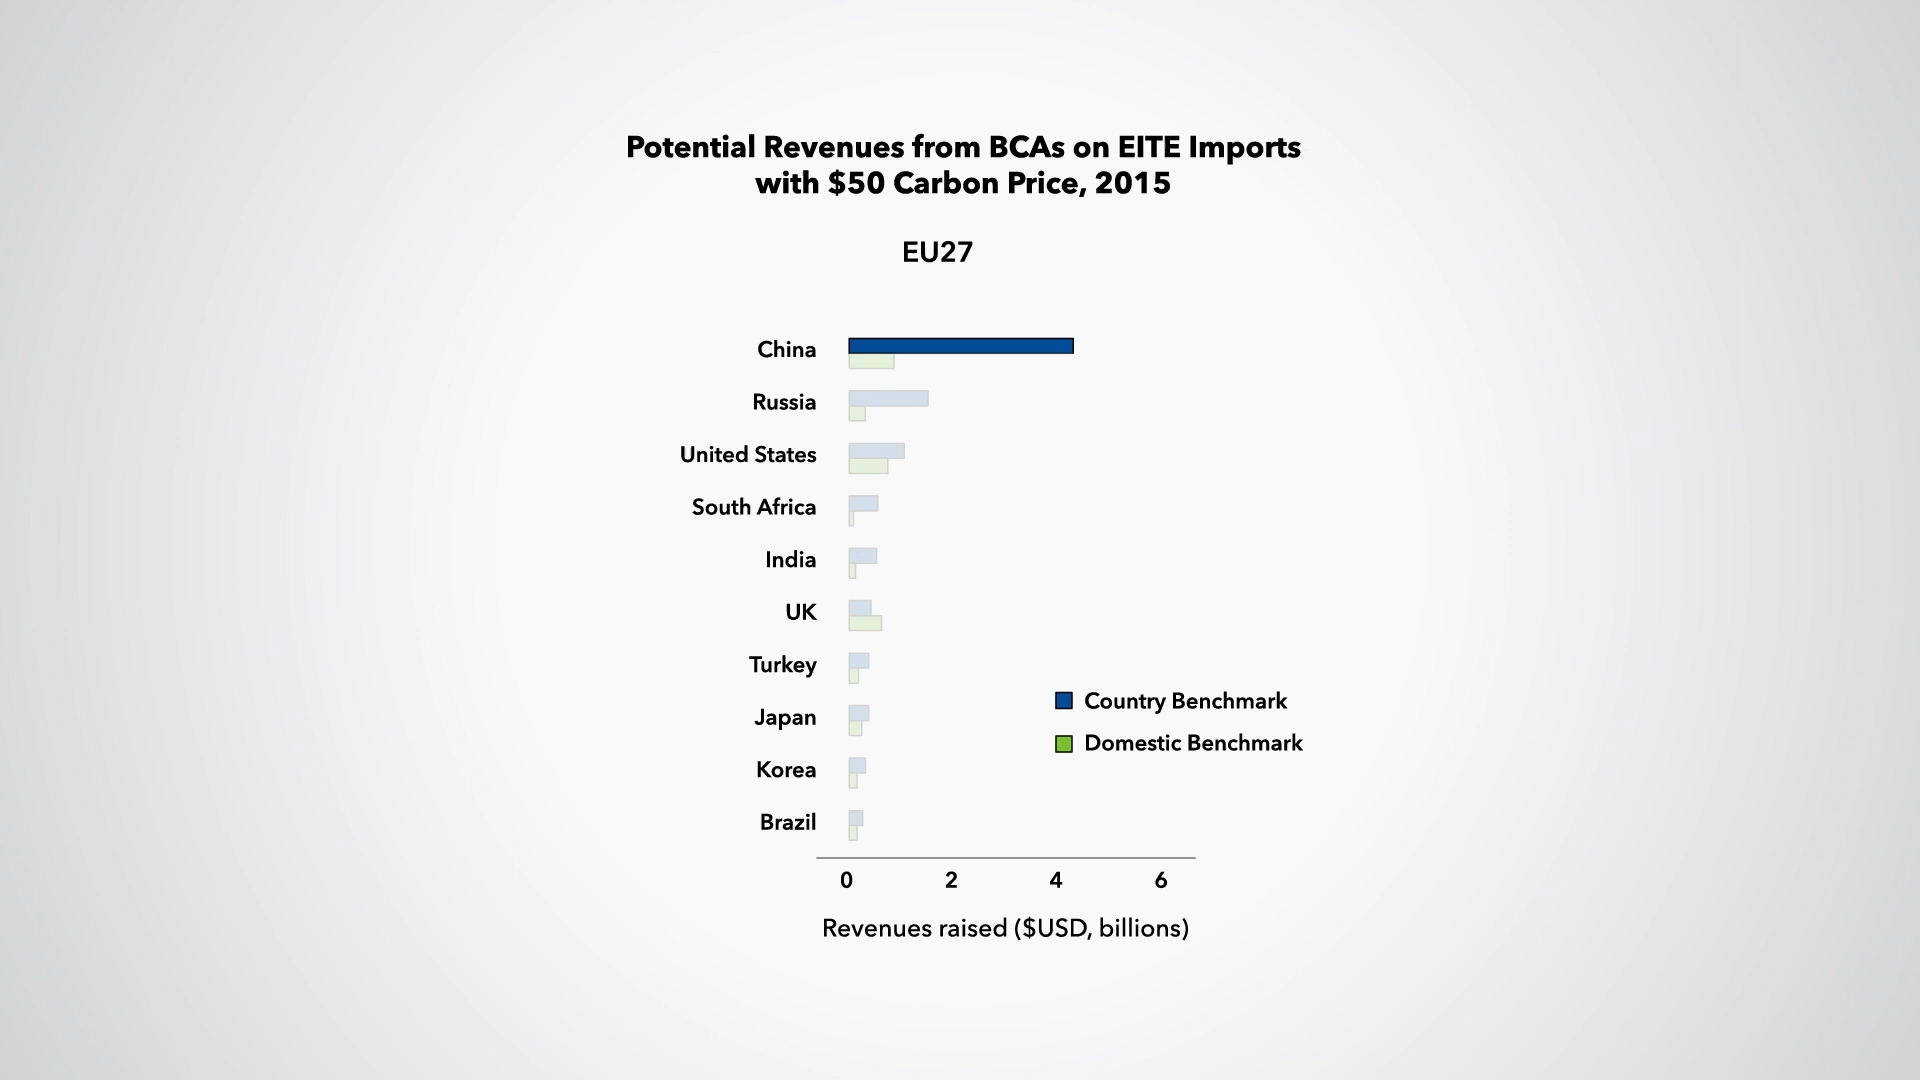 Potential Revenues from BCAs on EITE Imports
with $50 Carbon Price, 2015
EU27
China
Russia
United States
South Africa
India
UK
Turkey
Japan
Korea
Brazil
Country Benchmark
Domestic Benchmark
0 2 4 6
Revenues raised ($USD, billions)